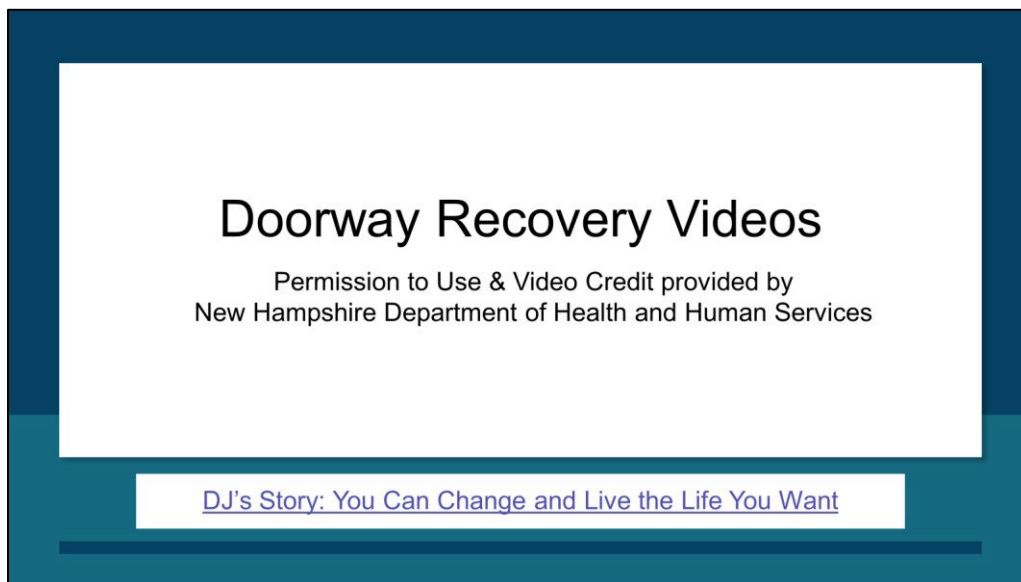 Doorway Recovery Videos
Permission to Use & Video Credit provided by
New Hampshire Department of Health and Human Services
DJ’s Story: You Can Change and Live the Life You Want